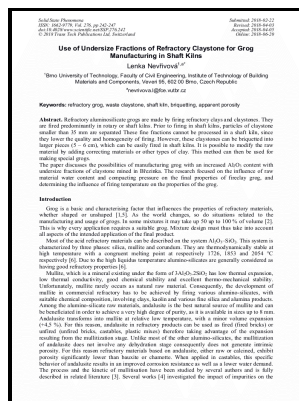 Solid State Phenomena
ISSN: 1662-9779, Vol. 276, pp 242-247
doi:10.4028/www.scientific.net/SSP.276.242
© 2018 Trans Tech Publications Ltd, Switzerland
Submitted: 2018-02-22
Revised: 2018-04-03
Accepted: 2018-04-05
Online: 2018-06-20
Use of Undersize Fractions of Refractory Claystone for Grog
Manufacturing in Shaft Kilns
Lenka Nevřivová
Brno University of Technology, Faculty of Civil Engineering, Institute of Technology of Building
Materials and Components, Veveri 95, 602 00 Brno, Czech Republic
nevrivova.l@fce.vutbr.cz
Keywords: refractory grog, waste claystone, shaft kiln, briquetting, apparent porosity
Abstract. Refractory aluminosilicate grogs are made by firing refractory clays and claystones. They
are fired predominantly in rotary or shaft kilns. Prior to firing in shaft kilns, particles of claystone
smaller than 35 mm are separated. These fine fractions cannot be processed in a shaft kiln, since
they lower the quality and homogeneity of firing. However, these claystones can be briquetted into
larger pieces (5 – 6 cm), which can be easily fired in shaft kilns. It is possible to modify the raw
material by adding correcting materials or other types of clay. This method can then be used for
making special grogs.
The paper discusses the possibilities of manufacturing grog with an increased Al2O3 content with
undersize fractions of claystone mined in Březinka. The research focused on the influence of raw
material water content and compacting pressure on the final properties of fireclay grog, and
determining the influence of firing temperature on the properties of the grog.
Introduction
Grog is a basic and characterising factor that influences the properties of refractory materials,
whether shaped or unshaped [1,5]. As the world changes, so do situations related to the
manufacturing and usage of grogs. In some mixtures it may take up 50 up to 100 % of volume [2].
This is why every application requires a suitable grog. Mixture design must thus take into account
all aspects of the intended application of the final product.
Most of the acid refractory materials can be described on the system Al2O3-SiO2. This system is
characterized by three phases: silica, mullite and corundum. They are thermodynamically stable at
high temperature with a congruent melting point at respectively 1726, 1853 and 2054 °C
respectively [6]. Due to the high liquidus temperature alumino-silicates are generally considered as
having good refractory properties [6].
Mullite, which is a mineral existing under the form of 3Al2O3·2SiO2, has low thermal expansion,
low thermal conductivity, good chemical stability and excellent thermo-mechanical stability.
Unfortunately, mullite rarely occurs as natural raw material. Consequently, the development of
mullite in commercial refractory has to be achieved by firing various alumino-silicates, with
suitable chemical composition, involving clays, kaolin and various fine silica and alumina products.
Among the alumino-silicate raw materials, andalusite is the best natural source of mullite and can
be beneficiated in order to achieve a very high degree of purity, as it is available in sizes up to 8 mm
Andalusite transforms into mullite at relative low temperature, with a minor volume expansion
(+4,5 %). For this reason, andalusite in refractory products can be used as fired (fired bricks) or
unfired (unfired bricks, castables, plastic mixes) therefore taking advantage of the expansion
resulting from the mullitization stage. Unlike most of the other alumino-silicates, the mullitization
of andalusite does not involve any dehydration stage consequently does not generate intrinsic
porosity. For this reason refractory materials based on andalusite, either raw or calcined, exhibit
porosity significantly lower than bauxite or chamotte. When applied in castables, this specific
behavior of andalusite results in an improved corrosion resistance as well as a lower water demand.
The process and the kinetic of mullitisation have been studied by several authors and is fully
described in related literature [3]. Several works [4] investigated the impact of impurities on the